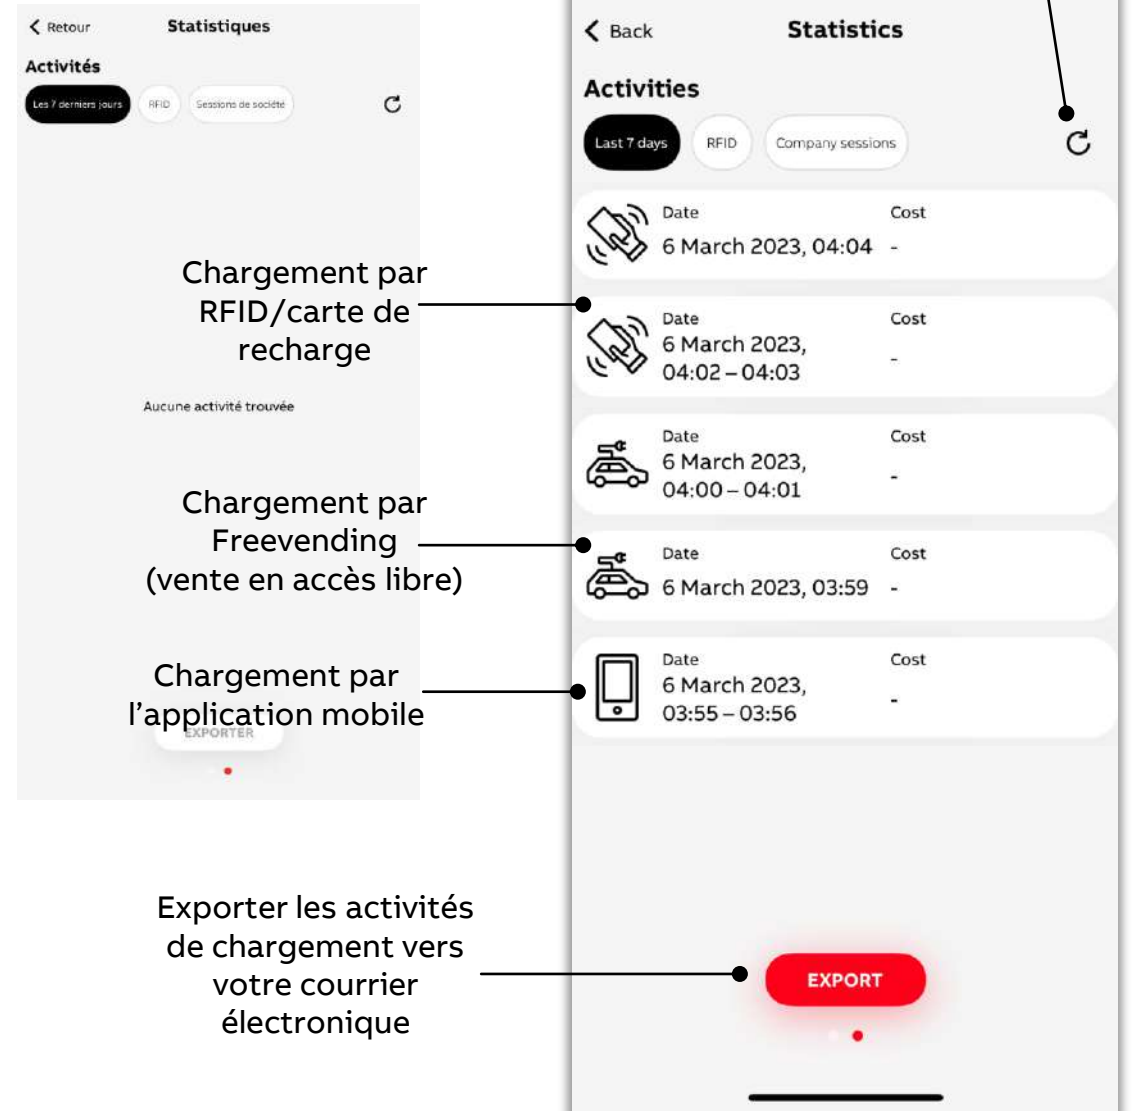 Retour
Statistiques
Activités
Les 7 derniers jours
RFID
Sessions de société
Aucune activité trouvée
EXPORTER
Chargement par
RFID/carte de
recharge
Chargement par
Freevending
(vente en accès libre)
Chargement par
l'application mobile
Exporter les activités
de chargement vers
votre courrier
électronique
Back
Statistics
Activities
Last 7 days
RFID
Company sessions
Date
Cost
6 March 2023, 04:04
-
Date
Cost
6 March 2023,
04:02 – 04:03
-
Date
Cost
6 March 2023,
04:00 – 04:01
-
Date
Cost
6 March 2023, 03:59
-
Date
Cost
6 March 2023,
03:55 – 03:56
-
EXPORT